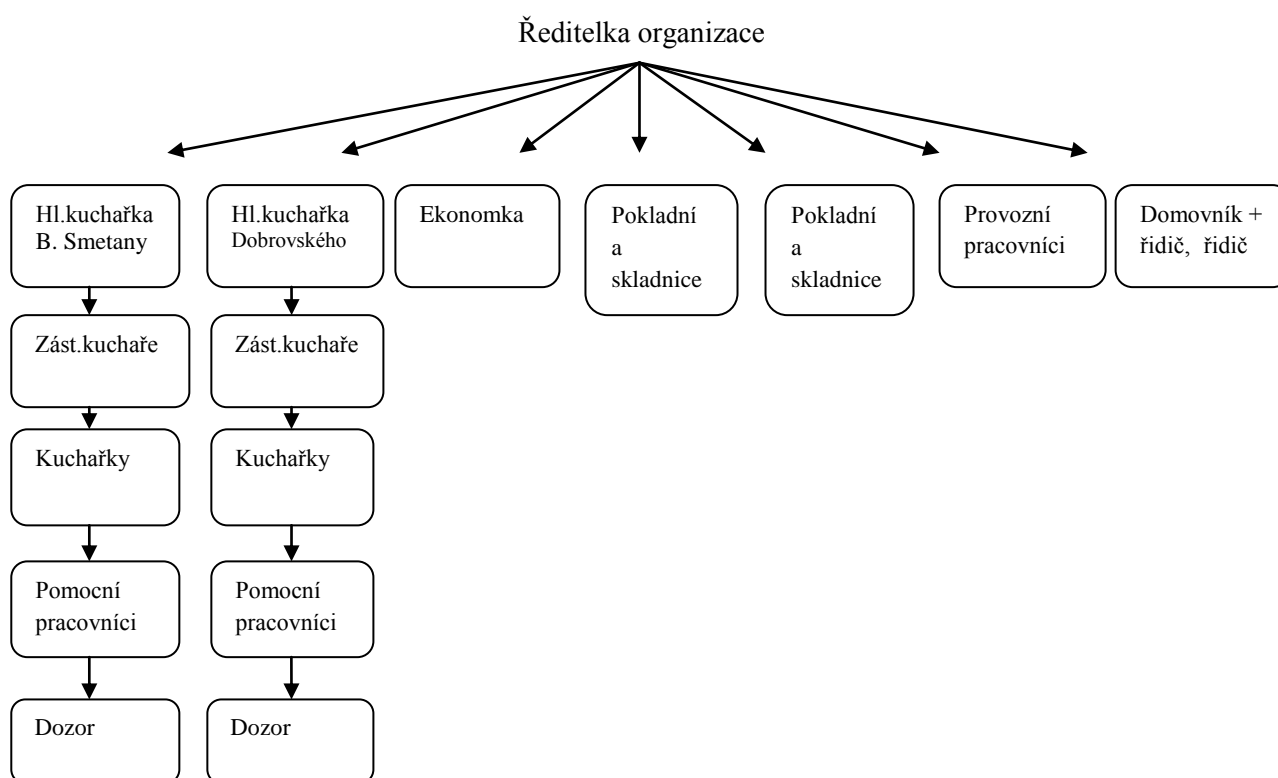 Ředitelka organizace
Hl.kuchařka
B. Smetany
Hl.kuchařka
Dobrovského
Ekonomka
Pokladní
a
skladnice
Pokladní
a
skladnice
Provozní
pracovníci
Domovník +
řidič, řidič
Zást.kuchaře
Zást.kuchaře
Kuchařky
Kuchařky
Pomocní
pracovníci
Pomocní
pracovníci
Dozor
Dozor